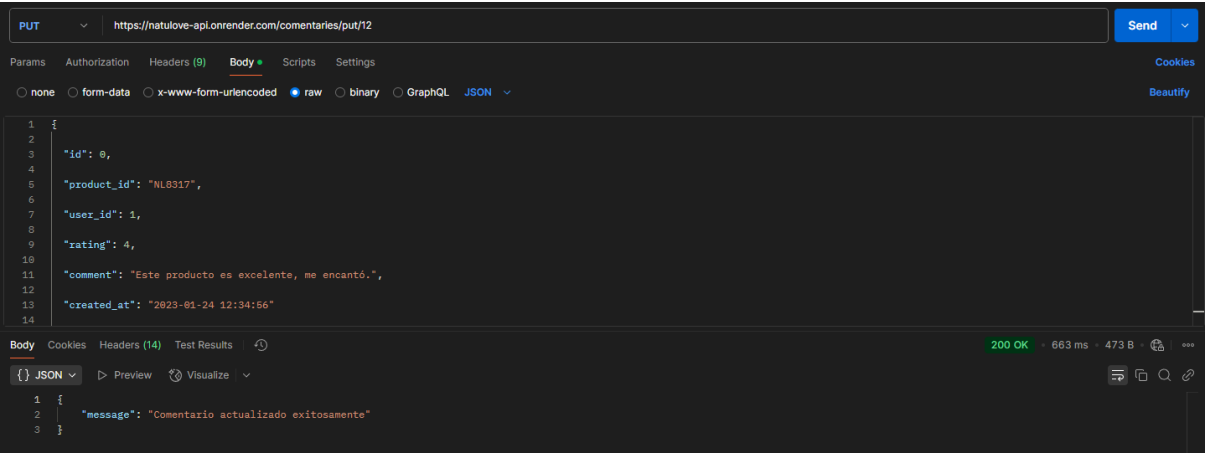 PUT https://natulove-api.onrender.com/comentaries/put/12 Send
Params Authorization Headers (9) Body Scripts Settings Cookies
none form-data x-www-form-urlencoded raw binary GraphQL JSON Beautify
1 {
2
3 "id": 0,
4
5 "product_id": "NL8317",
6
7 "user_id": 1,
8
9 "rating": 4,
10
11 "comment": "Este producto es excelente, me encantó.",
12
13 "created_at": "2023-01-24 12:34:56"
14
Body Cookies Headers (14) Test Results 200 OK 663 ms 473 B
{} JSON Preview Visualize
1 {
2 "message": "Comentario actualizado exitosamente"
3 }